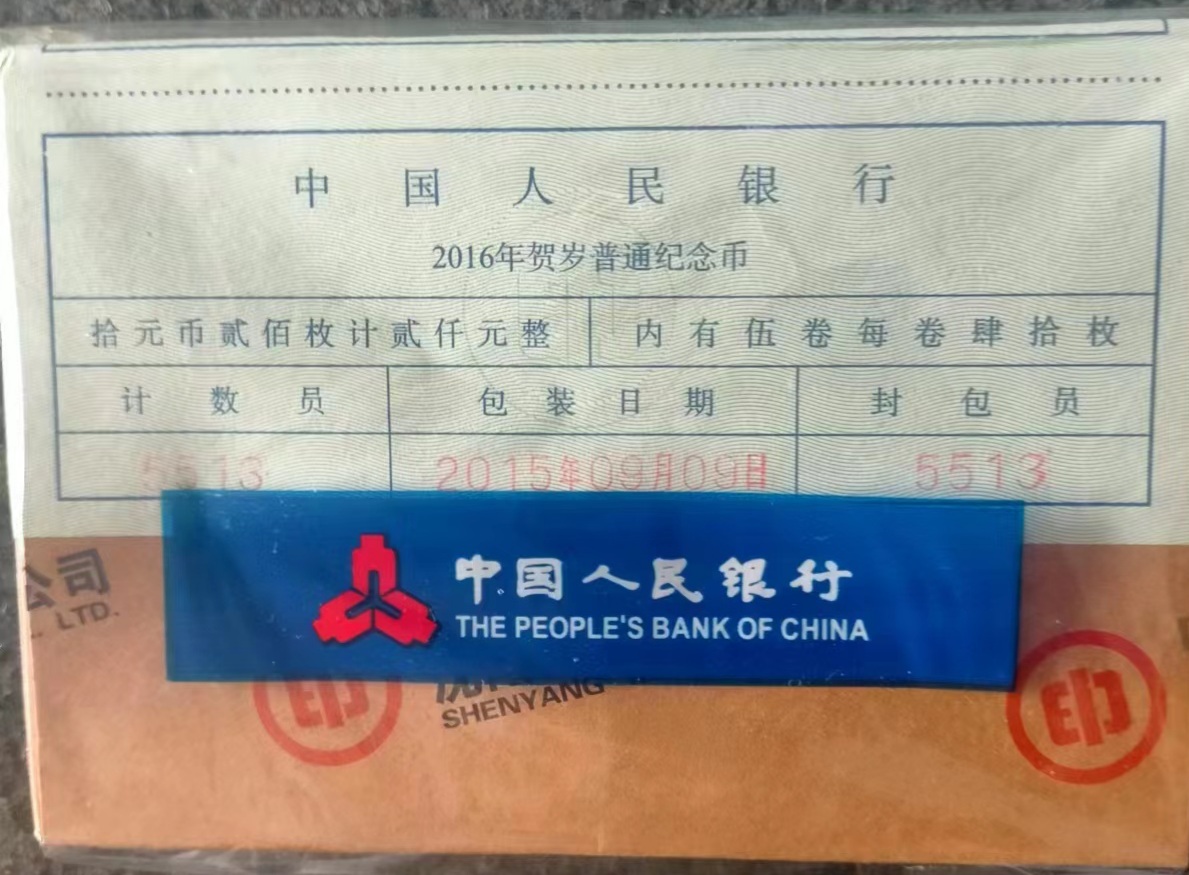 中国人民银行
2016年贺岁普通纪念币
拾元币贰佰枚计贰仟元整 内有伍卷每卷肆拾枚
计数员 包装日期 封包员
5513 2015年09月09日 5513
中国人民银行
THE PEOPLE'S BANK OF CHINA
公司
LTD.
SHENYANG
印
印